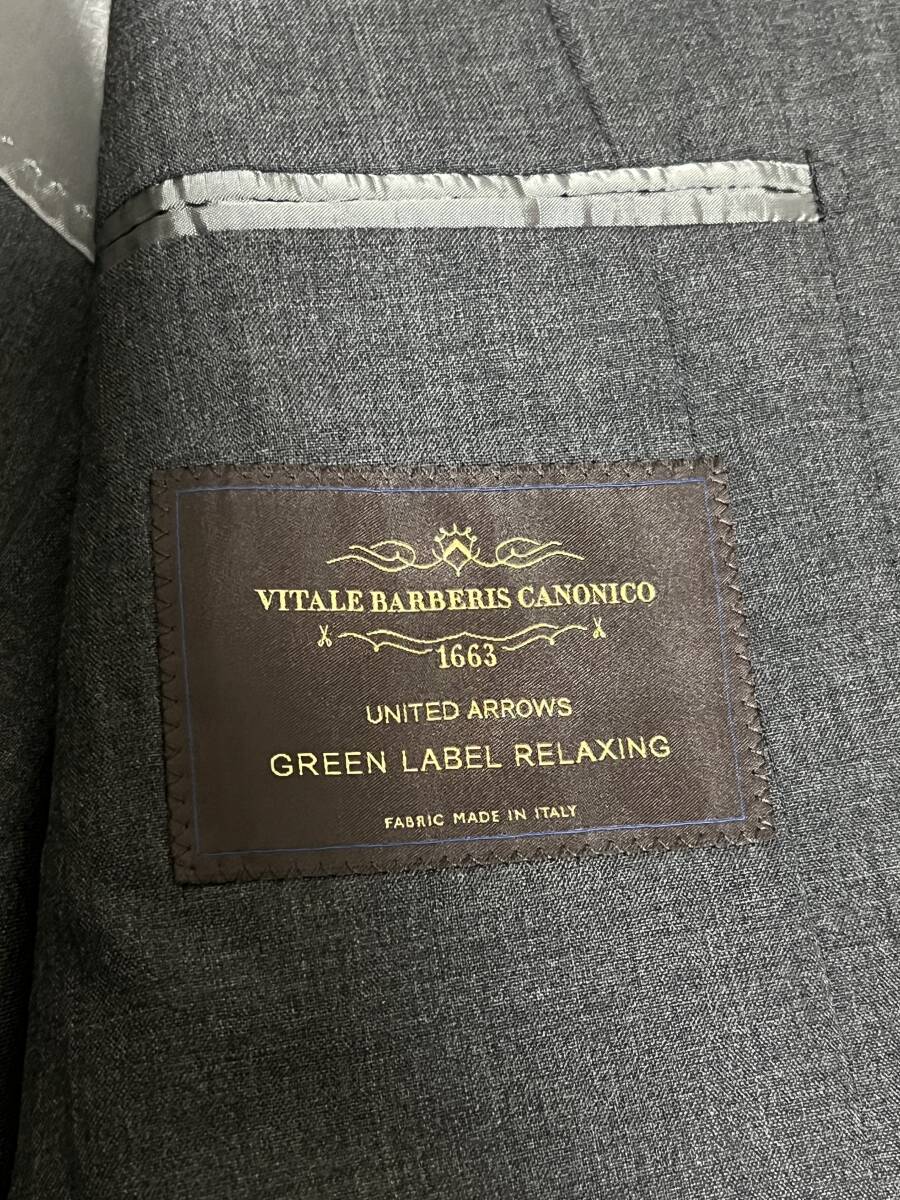 VITALE BARBERIS CANONICO
1663
UNITED ARROWS
GREEN LABEL RELAXING
FABRIC MADE IN ITALY